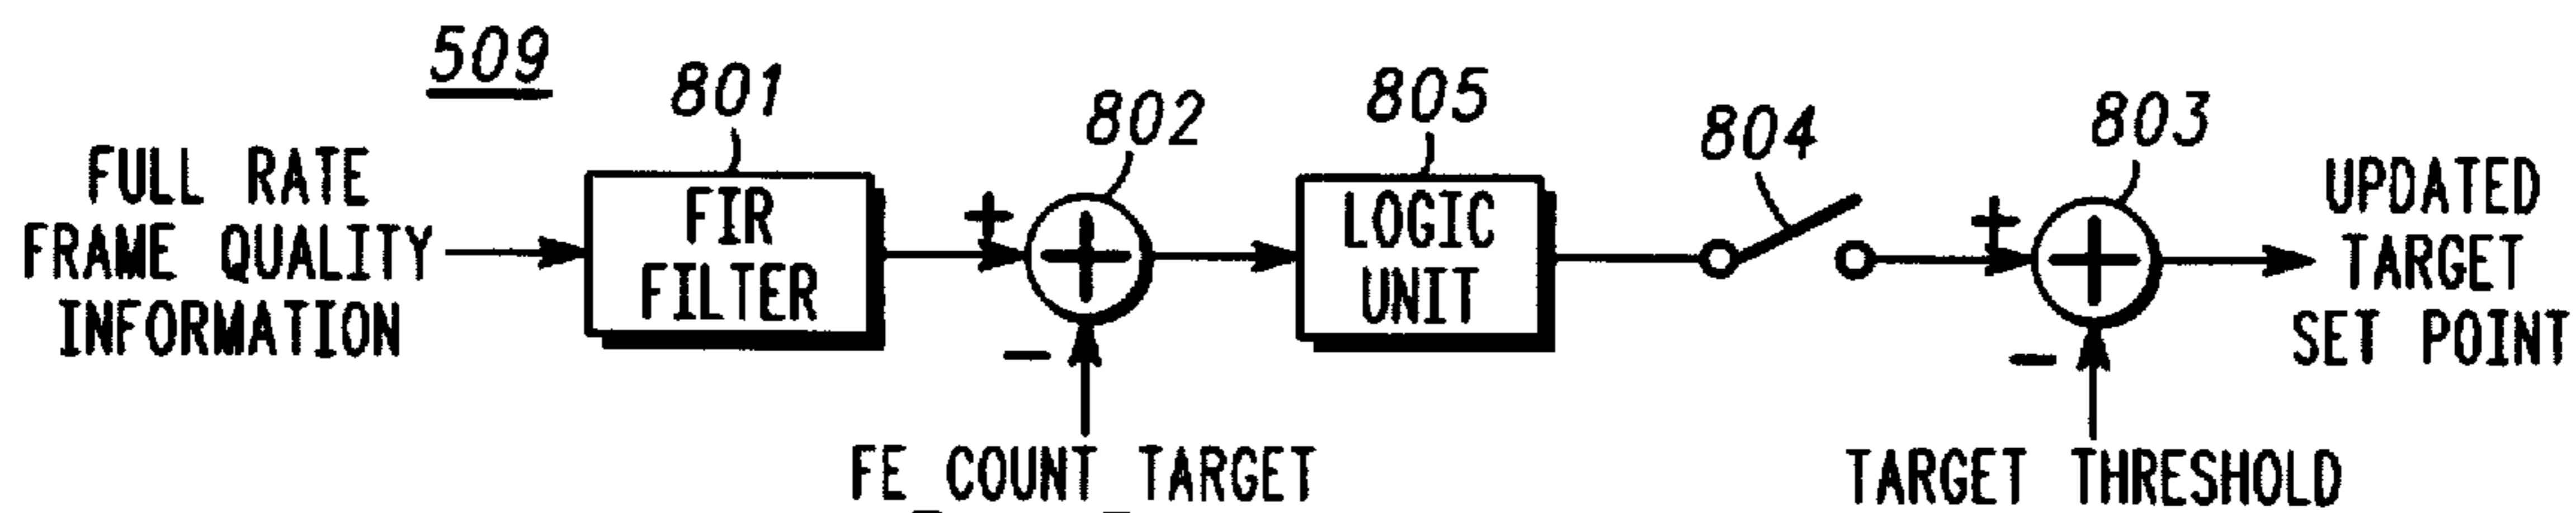 509
801
802
805
804
803
FULL RATE
FRAME QUALITY
INFORMATION
FIR
FILTER
+
+
−
FE_COUNT_TARGET
LOGIC
UNIT
+
+
−
TARGET THRESHOLD
UPDATED
TARGET
SET POINT